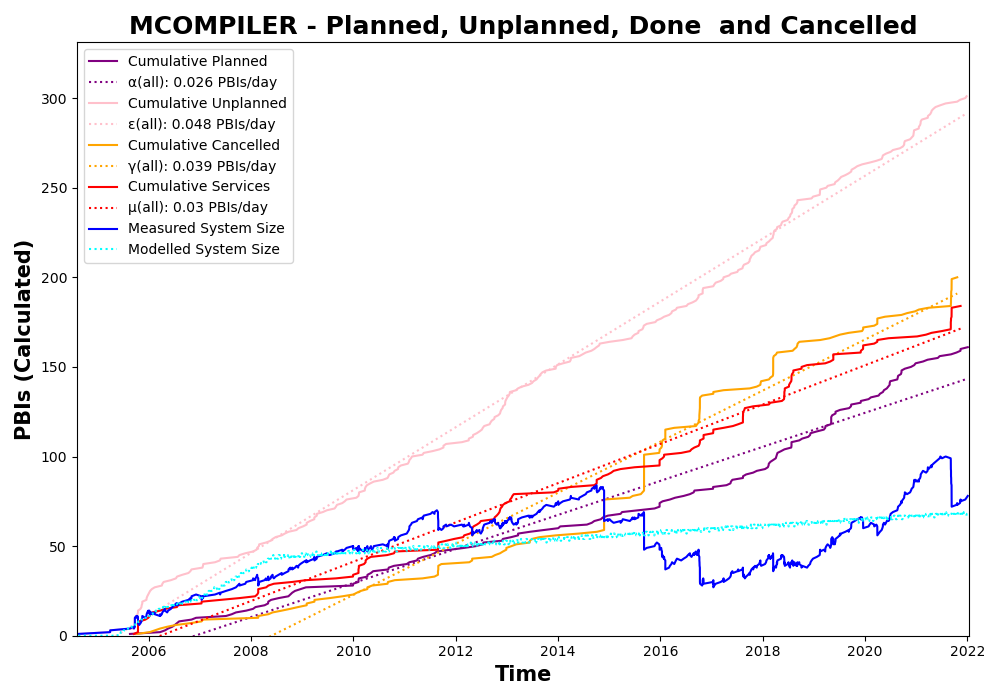 MCOMPILER - Planned, Unplanned, Done  and Cancelled
Cumulative Planned
α(all): 0.026 PBIs/day
Cumulative Unplanned
ε(all): 0.048 PBIs/day
Cumulative Cancelled
γ(all): 0.039 PBIs/day
Cumulative Services
μ(all): 0.03 PBIs/day
Measured System Size
Modelled System Size
PBIs (Calculated)
300
250
200
150
100
50
0
2006 2008 2010 2012 2014 2016 2018 2020 2022
Time